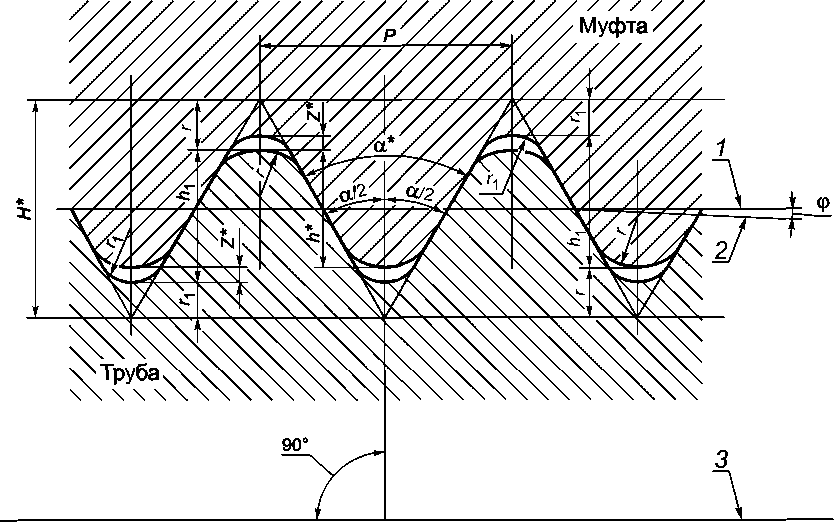 Муфта
P
r
z*
r₁
α*
1
H*
h₁
r
r₁
α/2
α/2
φ
r₁
z*
h*
h₁
r
2
r₁
r
Труба
90°
3